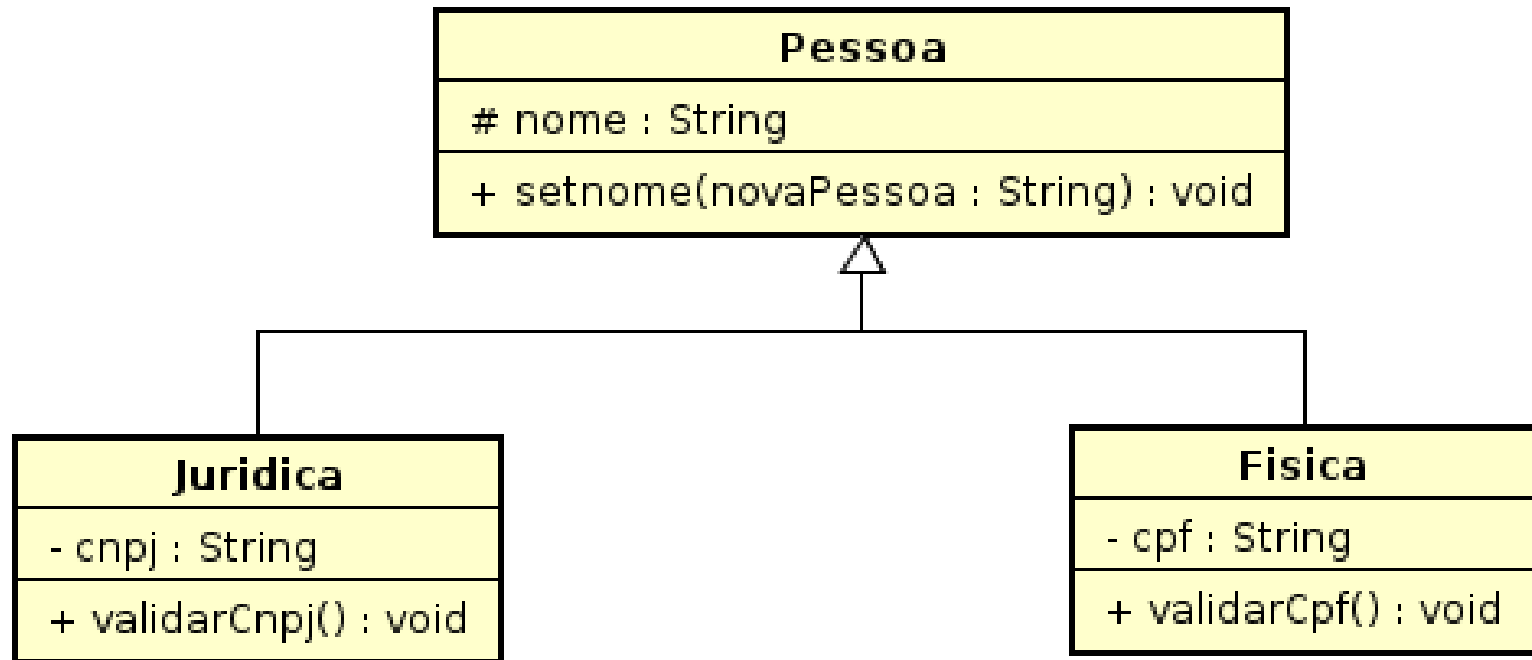 Pessoa
# nome : String
+ setnome(novaPessoa : String) : void
Juridica
- cnpj : String
+ validarCnpj() : void
Fisica
- cpf : String
+ validarCpf() : void